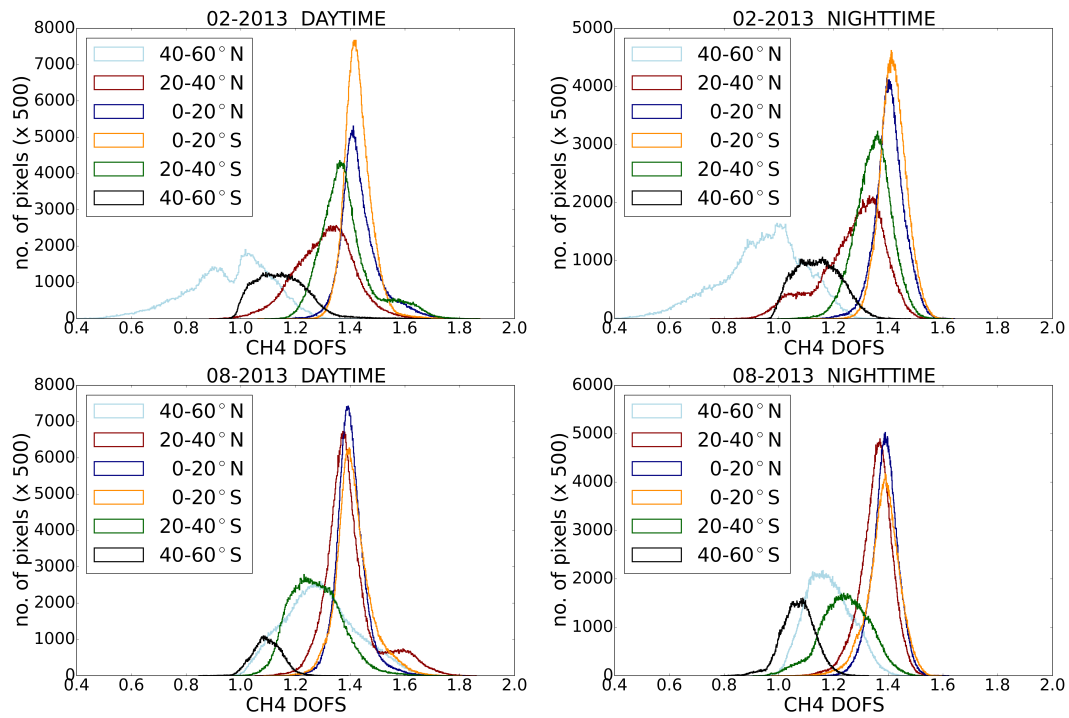 02-2013 DAYTIME
no. of pixels (x 500)
8000
7000
6000
5000
4000
3000
2000
1000
0
40-60°N
20-40°N
0-20°N
0-20°S
20-40°S
40-60°S
0.4 0.6 0.8 1.0 1.2 1.4 1.6 1.8 2.0
CH4 DOFS
02-2013 NIGHTTIME
no. of pixels (x 500)
5000
4000
3000
2000
1000
0
40-60°N
20-40°N
0-20°N
0-20°S
20-40°S
40-60°S
0.4 0.6 0.8 1.0 1.2 1.4 1.6 1.8 2.0
CH4 DOFS
08-2013 DAYTIME
no. of pixels (x 500)
8000
7000
6000
5000
4000
3000
2000
1000
0
40-60°N
20-40°N
0-20°N
0-20°S
20-40°S
40-60°S
0.4 0.6 0.8 1.0 1.2 1.4 1.6 1.8 2.0
CH4 DOFS
08-2013 NIGHTTIME
no. of pixels (x 500)
6000
5000
4000
3000
2000
1000
0
40-60°N
20-40°N
0-20°N
0-20°S
20-40°S
40-60°S
0.4 0.6 0.8 1.0 1.2 1.4 1.6 1.8 2.0
CH4 DOFS